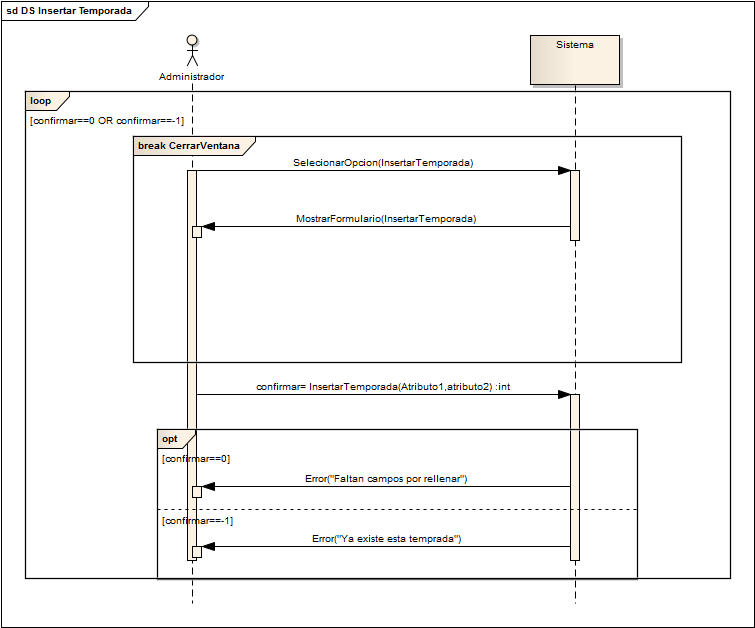 sd DS Insertar Temporada
Administrador
Sistema
loop
[confirmar==0 OR confirmar==-1]
break CerrarVentana
SelecionarOpcion(InsertarTemporada)
MostrarFormulario(InsertarTemporada)
confirmar= InsertarTemporada(Atributo1,atributo2) :int
opt
[confirmar==0]
Error("Faltan campos por rellenar")
[confirmar==-1]
Error("Ya existe esta temprada")